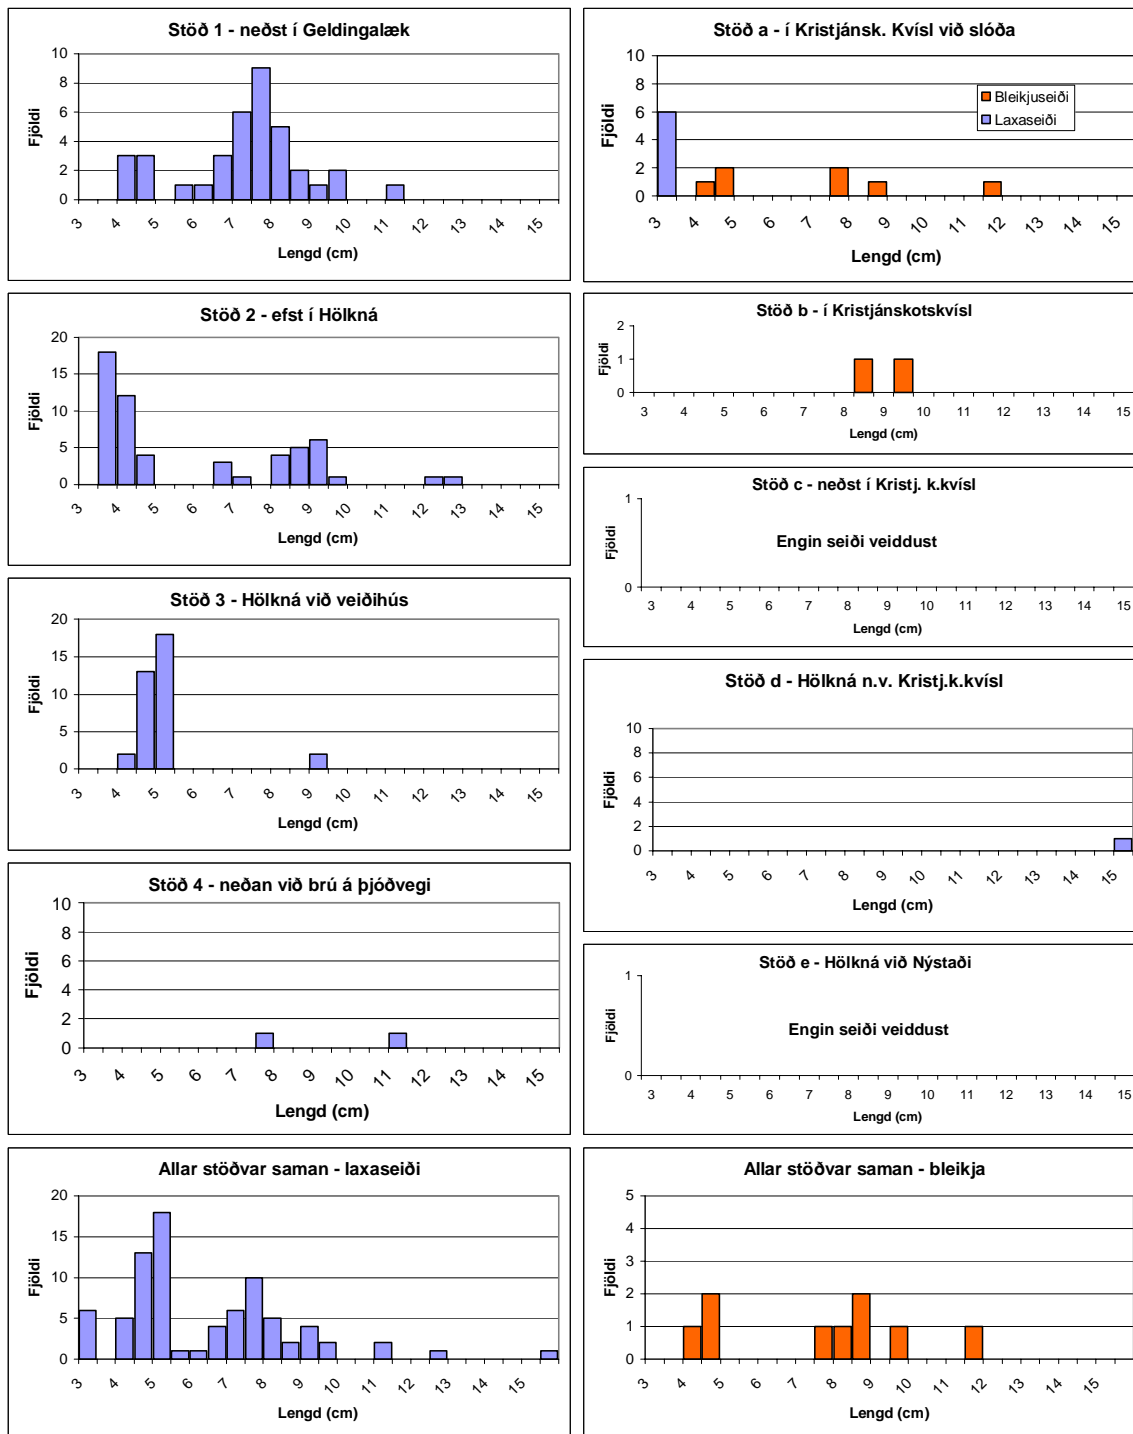 Stöð 1 - neðst í Geldingalæk
Fjöldi
10
8
6
4
2
0
3 4 5 6 7 8 9 10 11 12 13 15
Lengd (cm)
Stöð 2 - efst í Hölkná
Fjöldi
20
15
10
5
0
3 4 5 6 7 8 9 10 11 12 13 15
Lengd (cm)
Stöð 3 - Hölkná við veiðihús
Fjöldi
20
15
10
5
0
3 4 5 6 7 8 9 10 11 12 13 15
Lengd (cm)
Stöð 4 - neðan við brú á þjóðvegi
Fjöldi
10
8
6
4
2
0
3 4 5 6 7 8 9 10 11 12 13 15
Lengd (cm)
Allar stöðvar saman - laxaseiði
Fjöldi
20
15
10
5
0
3 4 5 6 7 8 9 10 11 12 13 15
Lengd (cm)
Stöð a - í Kristjánsk. Kvísl við slóða
Fjöldi
10
8
6
4
2
0
Bleikjuseiði
Laxaseiði
3 4 5 6 7 8 9 10 11 12 13 14 15
Lengd (cm)
Stöð b - í Kristjánskotskvísl
Fjöldi
2
1
0
3 4 5 6 7 8 9 10 11 12 13 14 15
Lengd (cm)
Stöð c - neðst í Kristj. k.kvísl
Fjöldi
1
Engin seiði veiddust
0
3 4 5 6 7 8 9 10 11 12 13 14 15
Lengd (cm)
Stöð d - Hölkná n.v. Kristj.k.kvísl
Fjöldi
10
8
6
4
2
0
3 4 5 6 7 8 9 10 11 12 13 14 15
Lengd (cm)
Stöð e - Hölkná við Nýstaði
Fjöldi
1
Engin seiði veiddust
0
3 4 5 6 7 8 9 10 11 12 13 14 15
Lengd (cm)
Allar stöðvar saman - bleikja
Fjöldi
5
4
3
2
1
0
3 4 5 6 7 8 9 10 11 12 13 14 15
Lengd (cm)